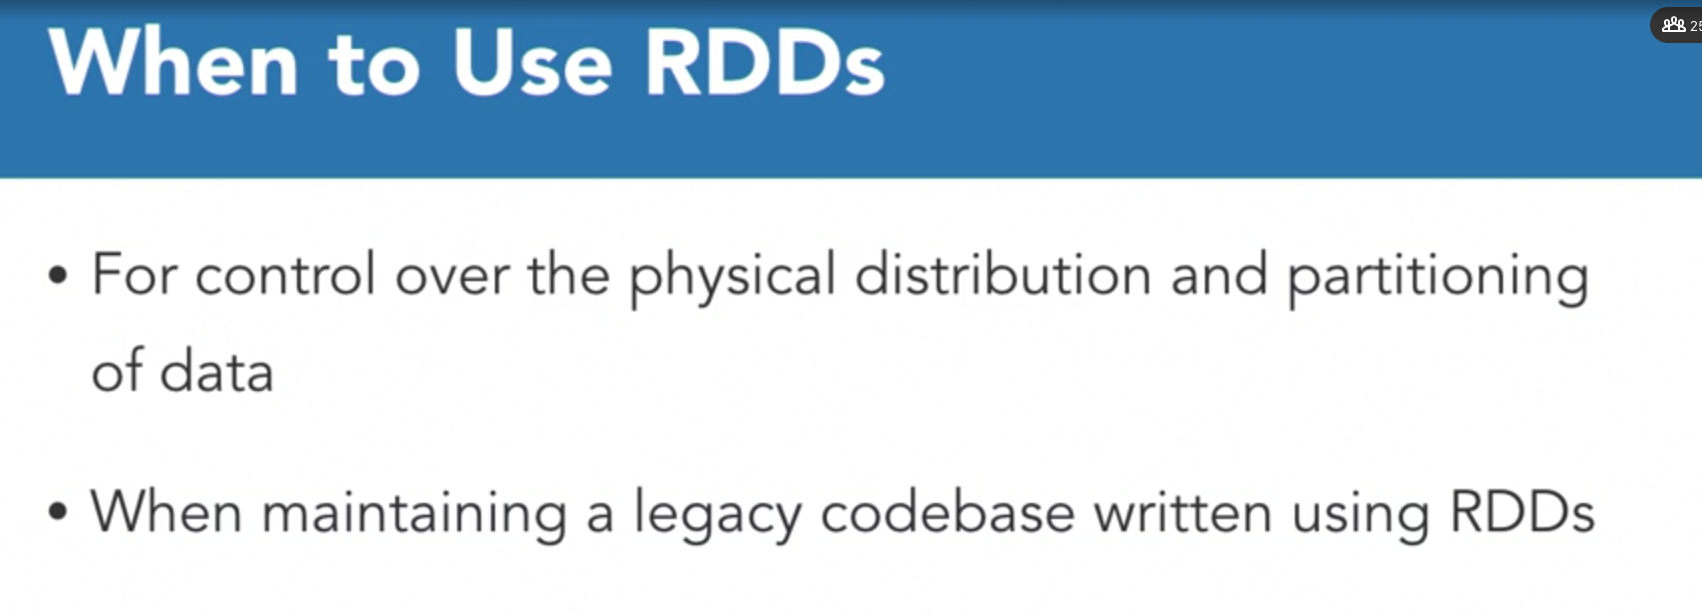 When to Use RDDs
25
• For control over the physical distribution and partitioning
of data
• When maintaining a legacy codebase written using RDDs